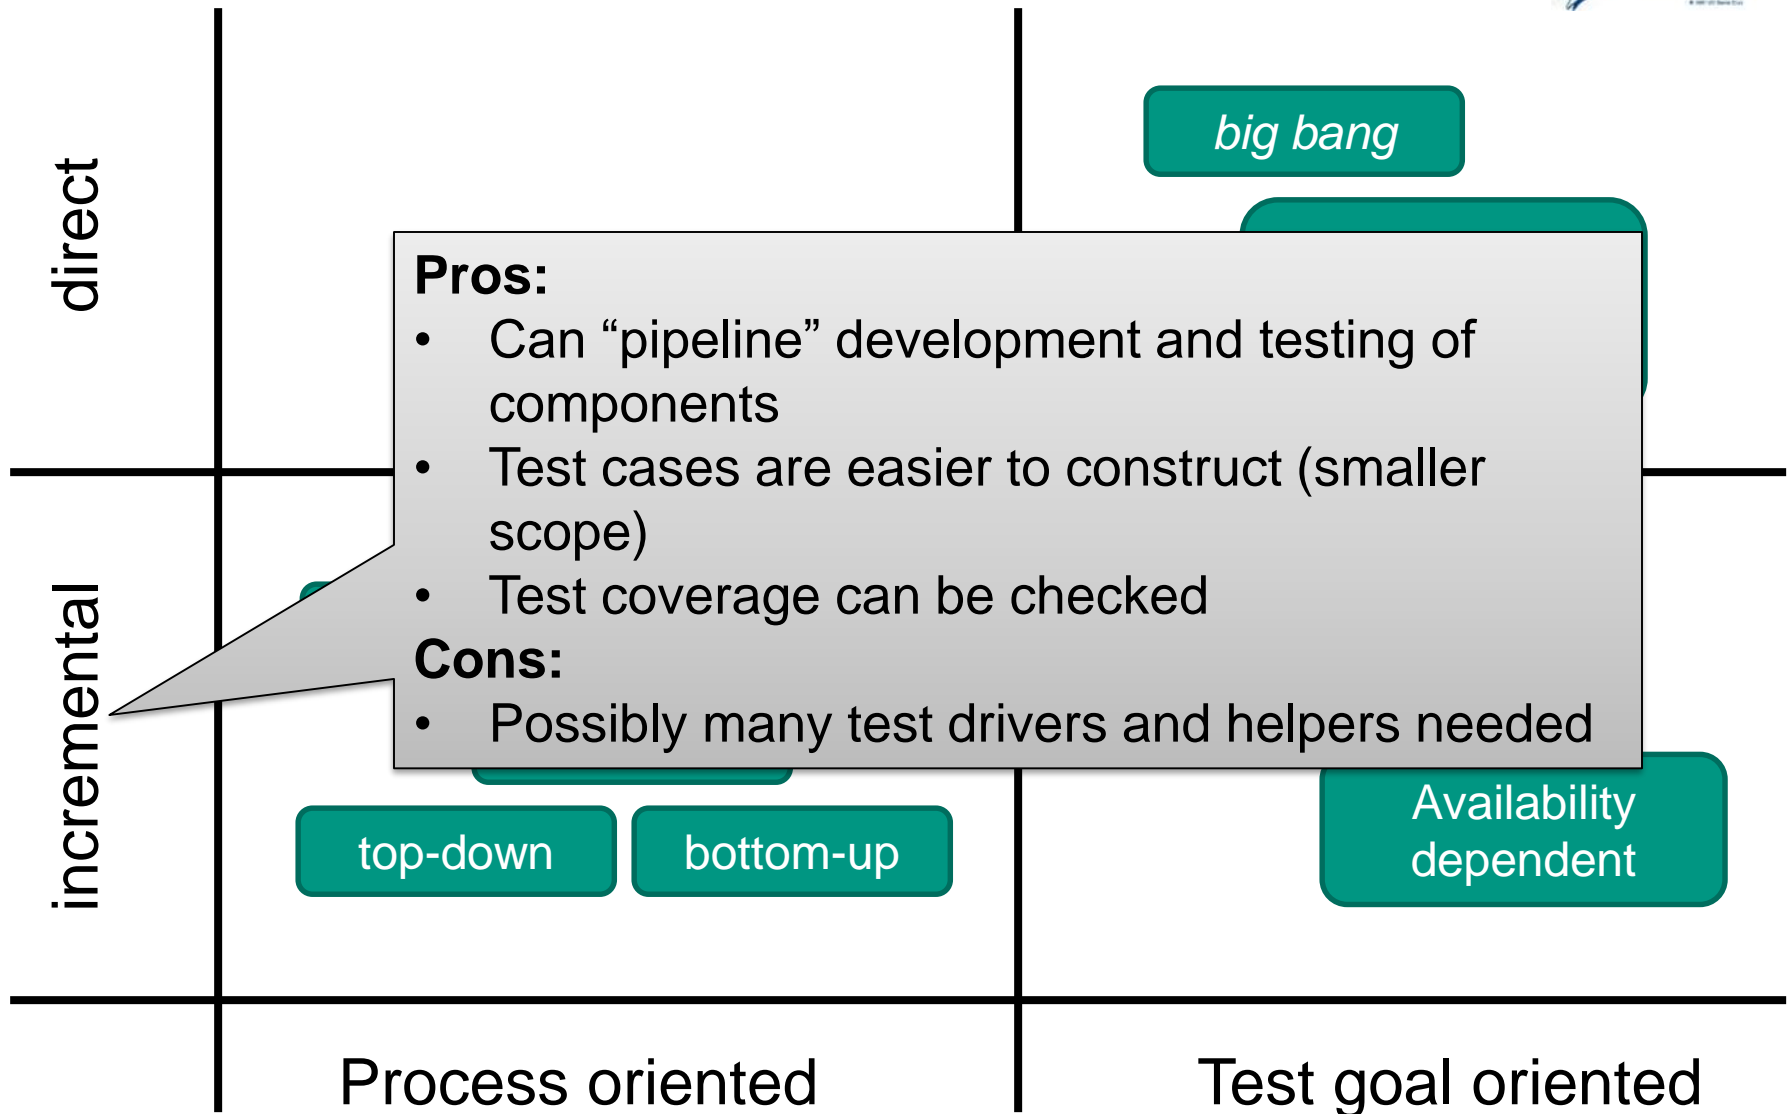 big bang
direct
Pros:
• Can “pipeline” development and testing of
components
• Test cases are easier to construct (smaller
scope)
• Test coverage can be checked
Cons:
• Possibly many test drivers and helpers needed
incremental
top-down
bottom-up
Availability
dependent
Process oriented
Test goal oriented